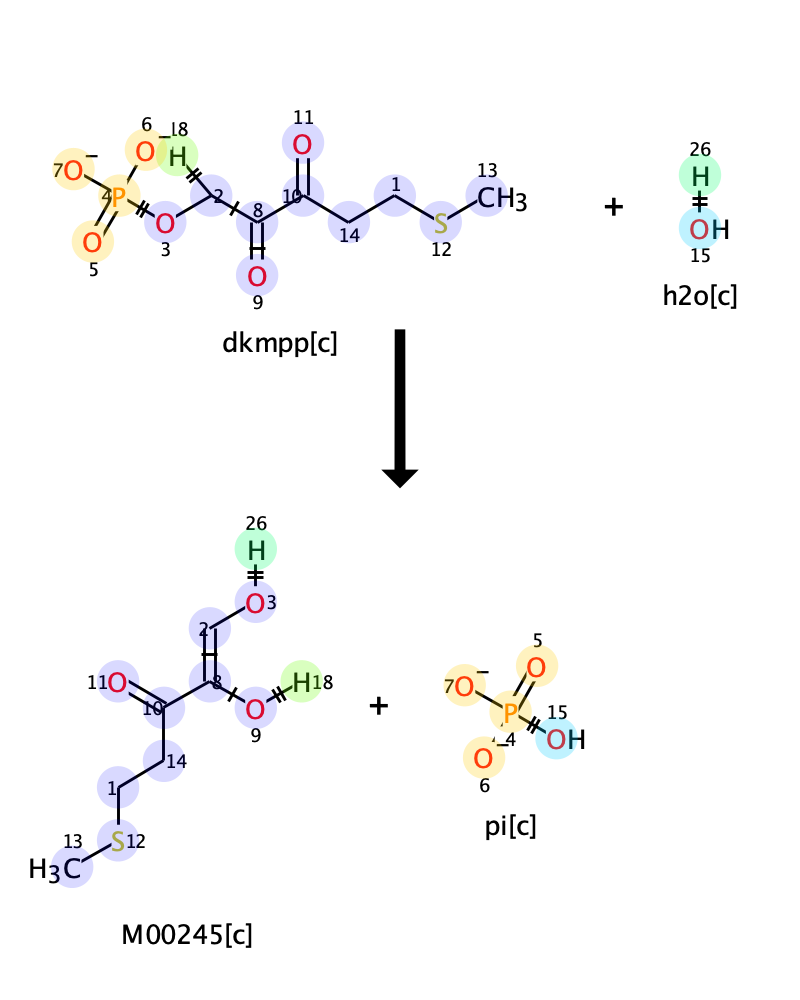 11
6 − 18 13
O H O
7 O − 4 P 2 10 1 CH3
O 8 S
O 3 14 12
5 O
9
dkmpp[c]
+
26
H
OH
15
h2o[c]
26
H
O 3
2
11 O 8 H 18
10 O
9
14
1
13 S 12
H3C
M00245[c]
+
5
7 O − O
P 15
4 OH
O −
6
pi[c]